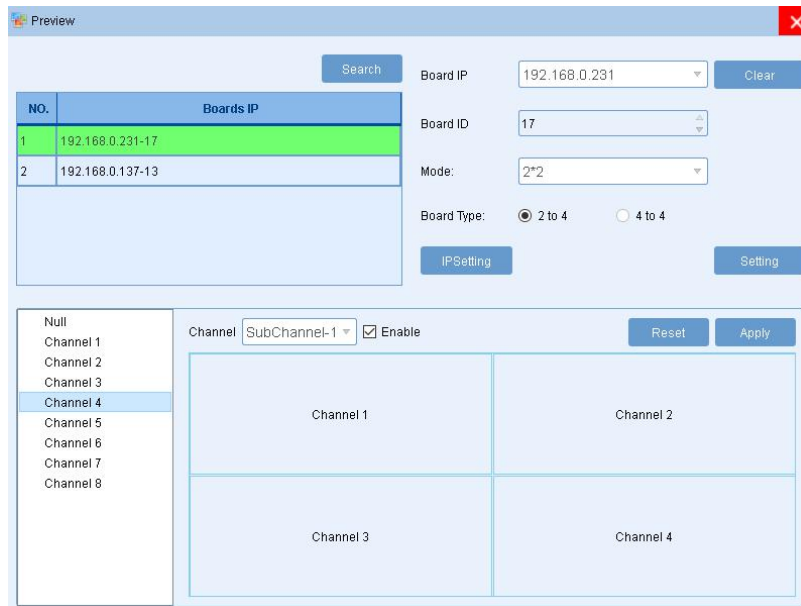 Preview
Search
NO. Boards IP
1 192.168.0.231-17
2 192.168.0.137-13
Board IP 192.168.0.231 Clear
Board ID 17
Mode: 2*2
Board Type: 2 to 4 4 to 4
IPSetting Setting
Null
Channel 1
Channel 2
Channel 3
Channel 4
Channel 5
Channel 6
Channel 7
Channel 8
Channel SubChannel-1 Enable Reset Apply
Channel 1 Channel 2
Channel 3 Channel 4